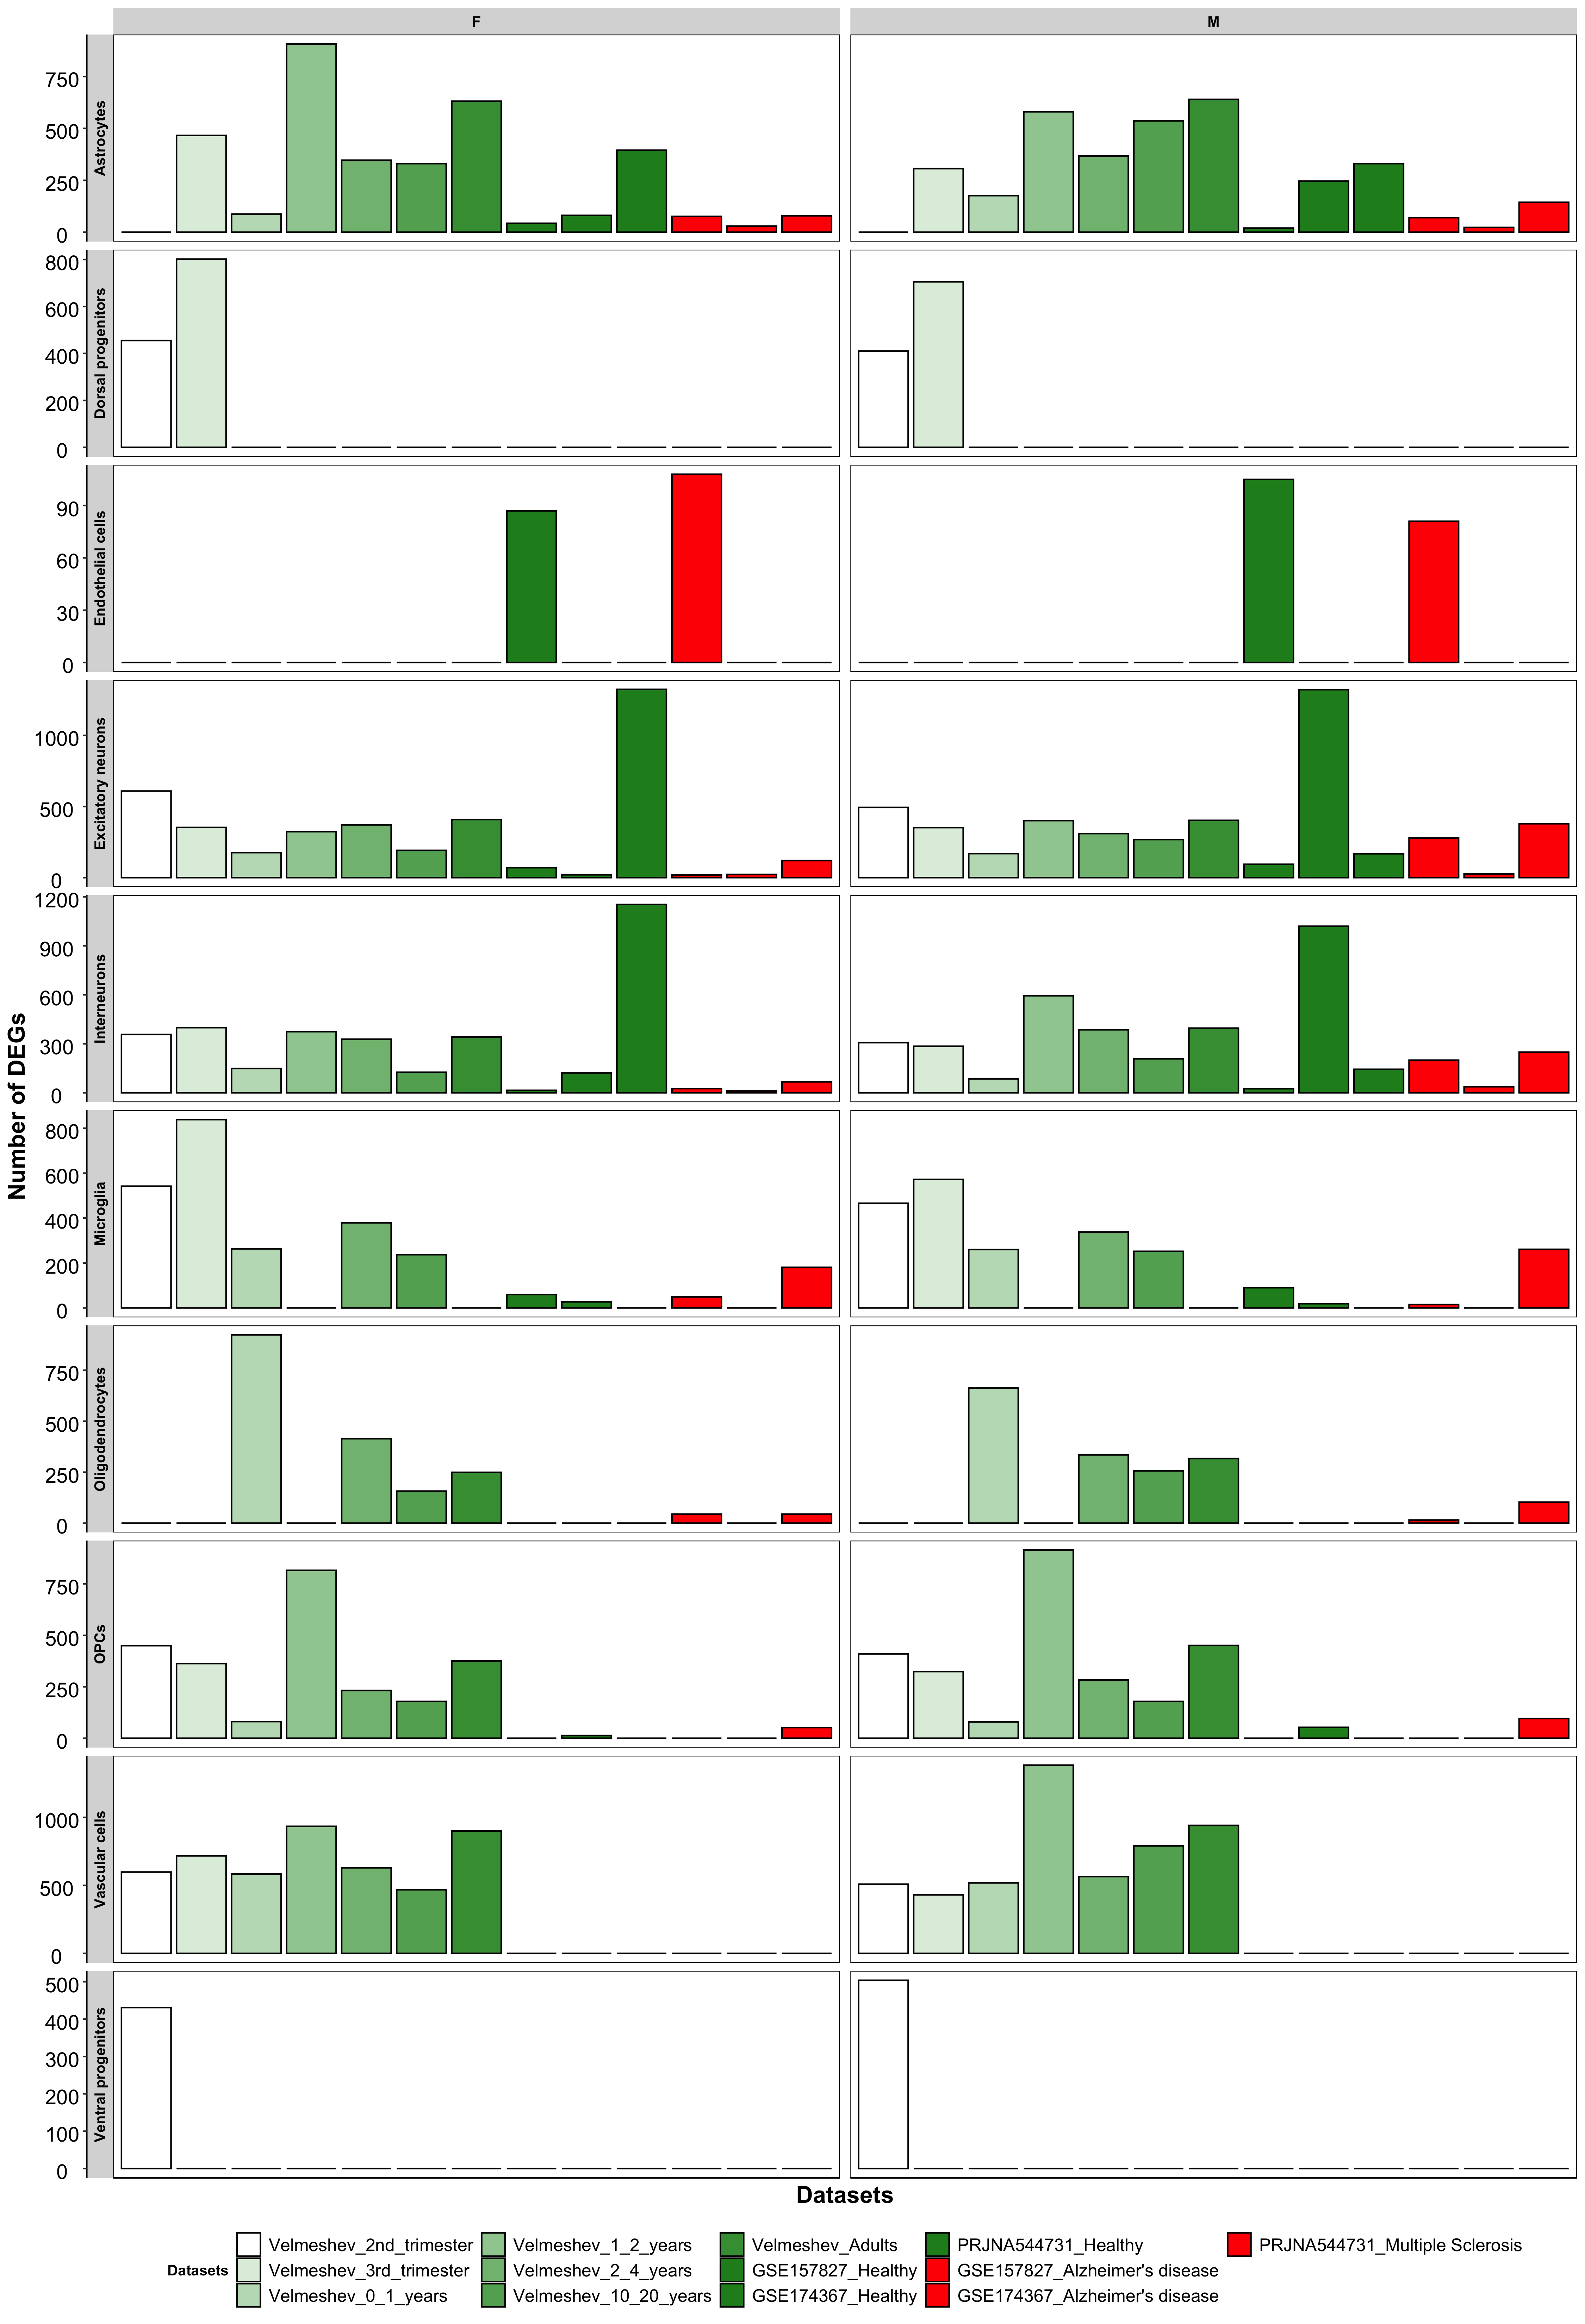 F M
Astrocytes
750
500
250
0
Dorsal progenitors
800
600
400
200
0
Endothelial cells
90
60
30
0
Excitatory neurons
1000
500
0
Interneurons
1200
900
600
300
0
Number of DEGs
Microglia
800
600
400
200
0
Oligodendrocytes
750
500
250
0
OPCs
750
500
250
0
Vascular cells
1000
500
0
Ventral progenitors
500
400
300
200
100
0
Datasets
Datasets
Velmeshev_2nd_trimester Velmeshev_1_2_years Velmeshev_Adults PRJNA544731_Healthy PRJNA544731_Multiple Sclerosis
Velmeshev_3rd_trimester Velmeshev_2_4_years GSE157827_Healthy GSE157827_Alzheimer's disease
Velmeshev_0_1_years Velmeshev_10_20_years GSE174367_Healthy GSE174367_Alzheimer's disease